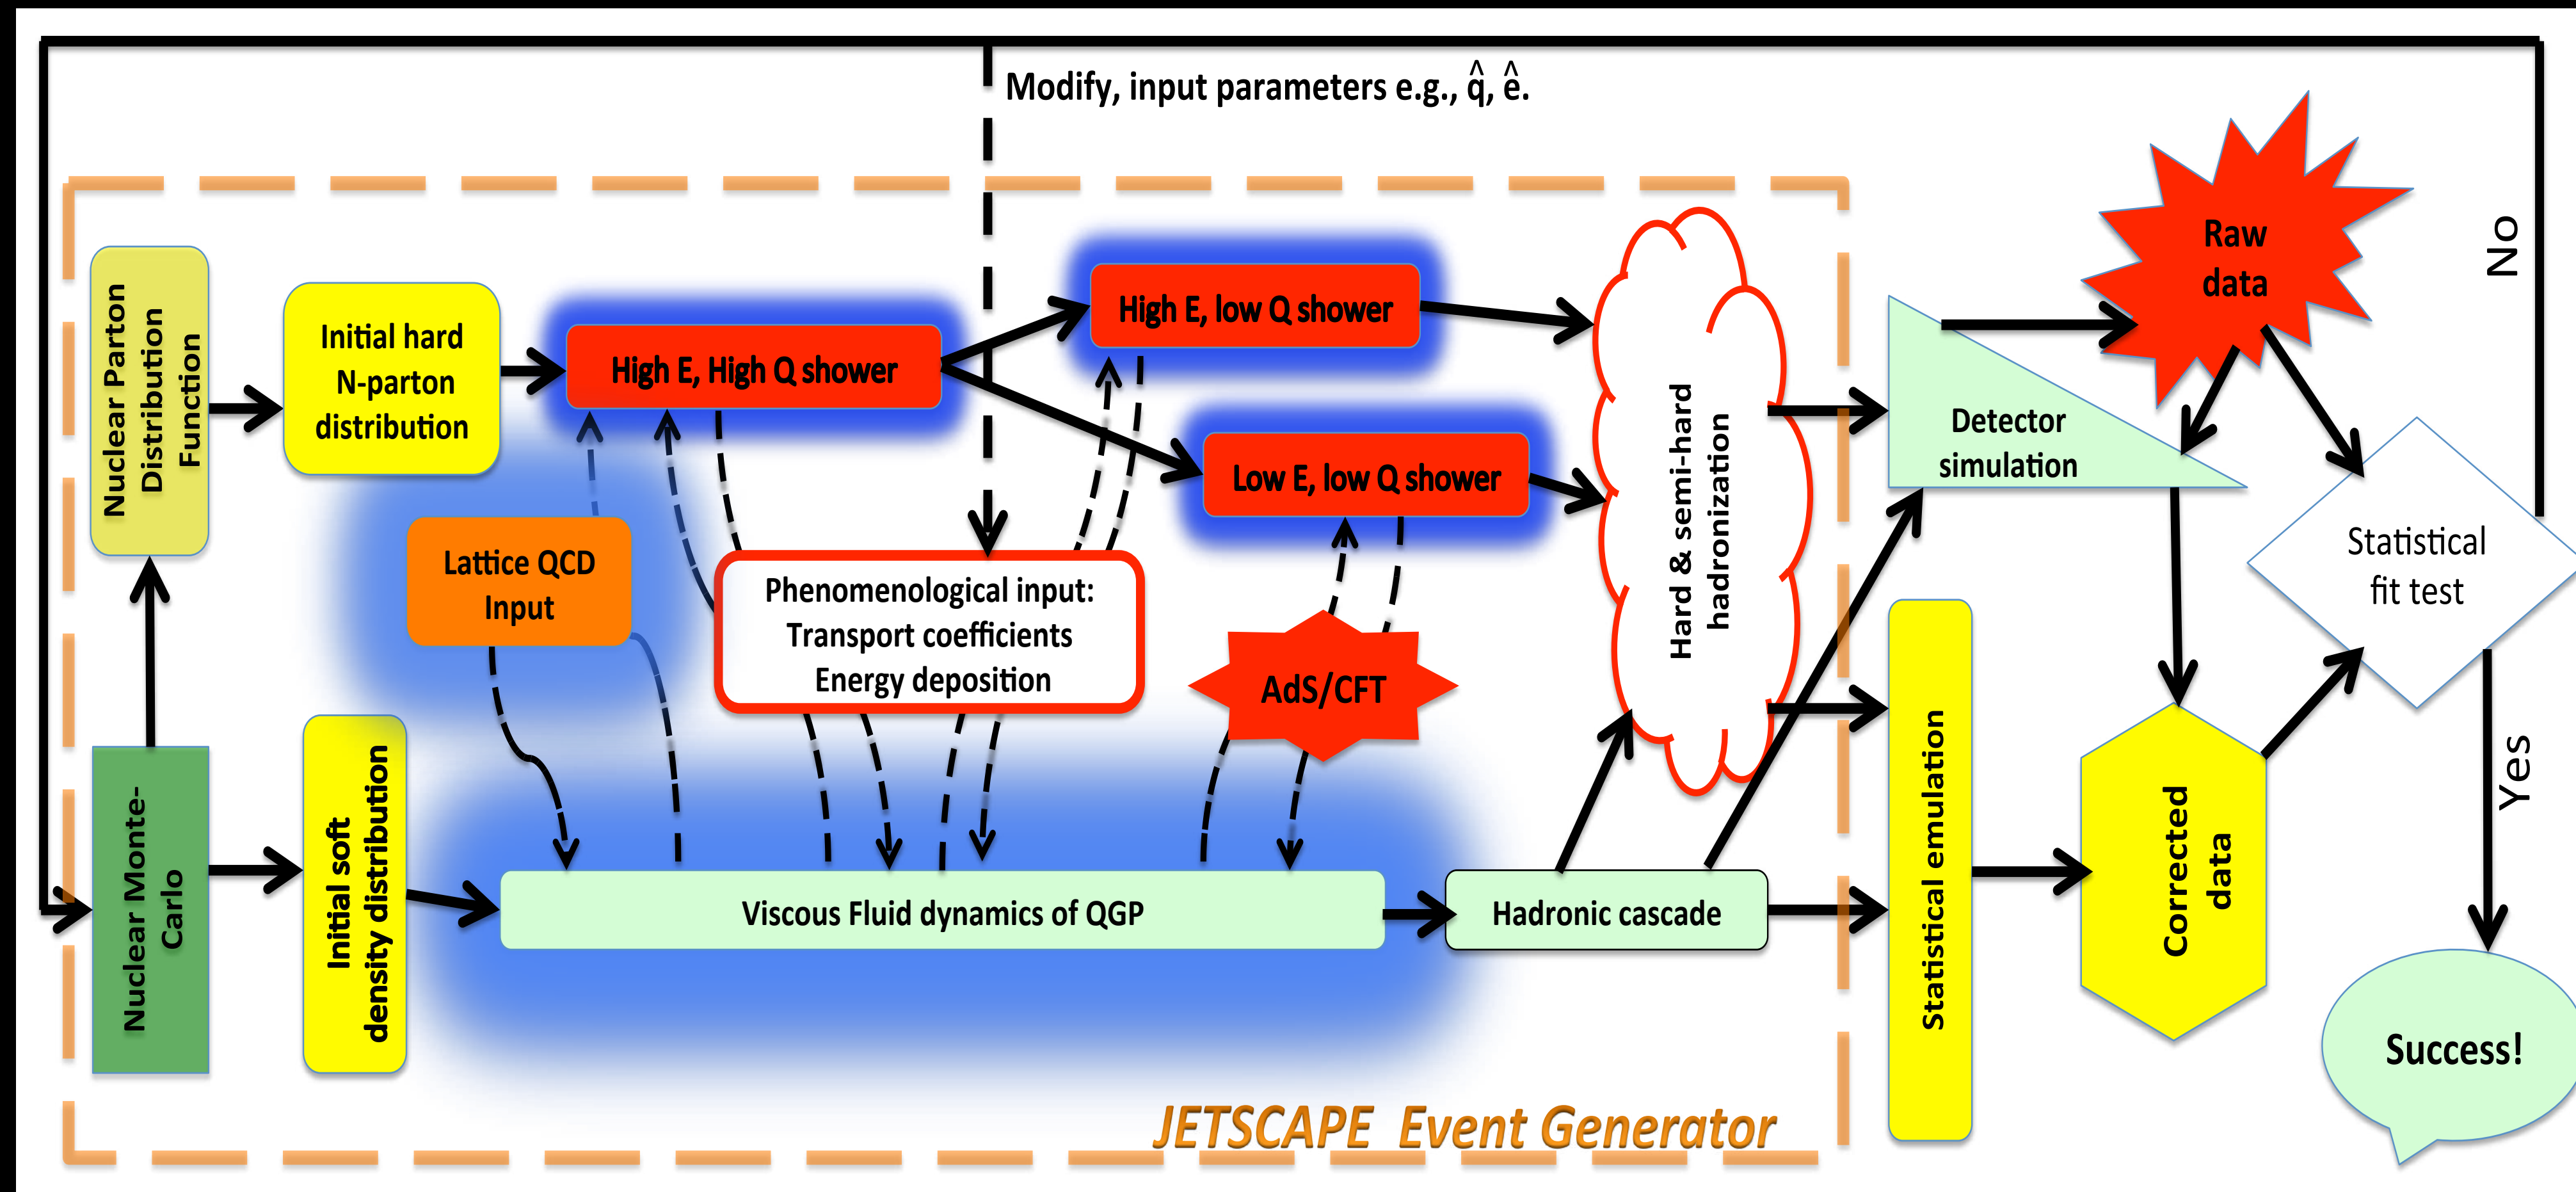 Modify, input parameters e.g., q̂, ê.
Nuclear Parton
Distribution
Function
Initial hard
N-parton
distribution
High E, High Q shower
High E, low Q shower
Low E, low Q shower
Lattice QCD
Input
Phenomenological input:
Transport coefficients
Energy deposition
AdS/CFT
Hard & semi-hard
hadronization
Nuclear Monte-
Carlo
Initial soft
density distribution
Viscous Fluid dynamics of QGP
Hadronic cascade
JETSCAPE Event Generator
Raw
data
Detector
simulation
Statistical emulation
Corrected
data
Statistical
fit test
No
Yes
Success!